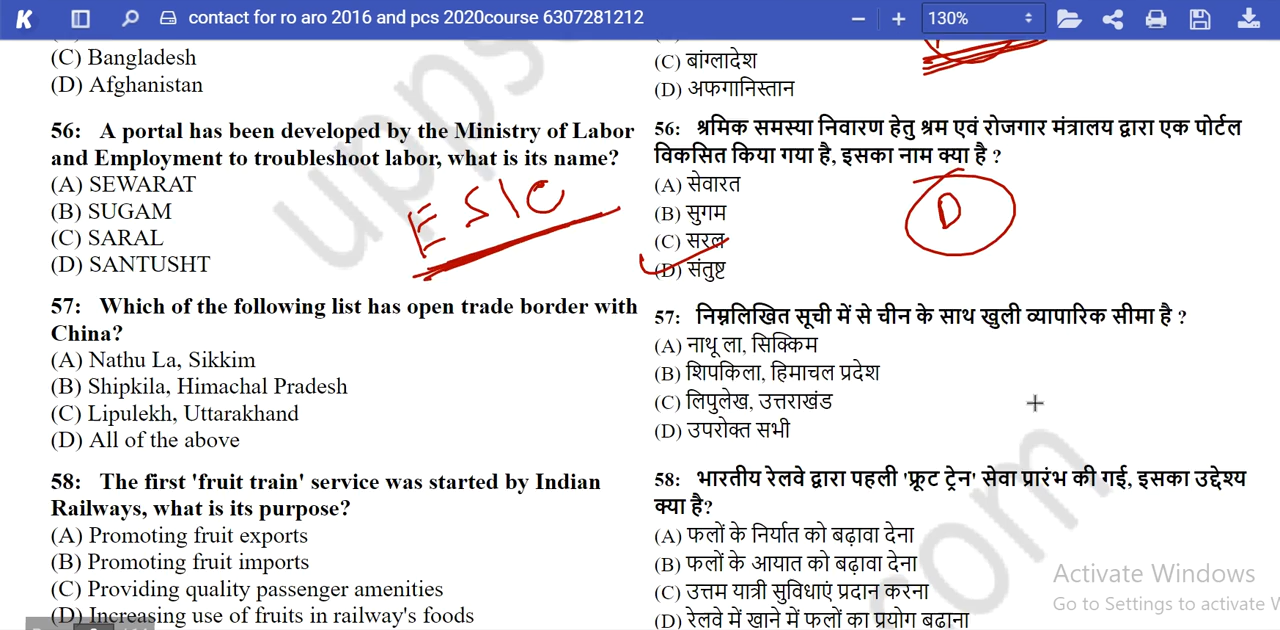 contact for ro aro 2016 and pcs 2020course 6307281212
130%
(C) Bangladesh
(D) Afghanistan
56: A portal has been developed by the Ministry of Labor
and Employment to troubleshoot labor, what is its name?
(A) SEWARAT
(B) SUGAM
(C) SARAL
(D) SANTUSHT
ESIC
57: Which of the following list has open trade border with
China?
(A) Nathu La, Sikkim
(B) Shipkila, Himachal Pradesh
(C) Lipulekh, Uttarakhand
(D) All of the above
58: The first 'fruit train' service was started by Indian
Railways, what is its purpose?
(A) Promoting fruit exports
(B) Promoting fruit imports
(C) Providing quality passenger amenities
(D) Increasing use of fruits in railway's foods
(C) बांग्लादेश
(D) अफगानिस्तान
56: श्रमिक समस्या निवारण हेतु श्रम एवं रोजगार मंत्रालय द्वारा एक पोर्टल
विकसित किया गया है, इसका नाम क्या है ?
(A) सेवारत
(B) सुगम
(C) सरल
(D) संतुष्ट
D
57: निम्नलिखित सूची में से चीन के साथ खुली व्यापारिक सीमा है ?
(A) नाथू ला, सिक्किम
(B) शिपकिला, हिमाचल प्रदेश
(C) लिपुलेख, उत्तराखंड
(D) उपरोक्त सभी
58: भारतीय रेलवे द्वारा पहली 'फ्रूट ट्रेन' सेवा प्रारंभ की गई, इसका उद्देश्य
क्या है?
(A) फलों के निर्यात को बढ़ावा देना
(B) फलों के आयात को बढ़ावा देना
(C) उत्तम यात्री सुविधाएं प्रदान करना
(D) रेलवे में खाने में फलों का प्रयोग बढ़ाना
upps
.com
Activate Windows
Go to Settings to activate W